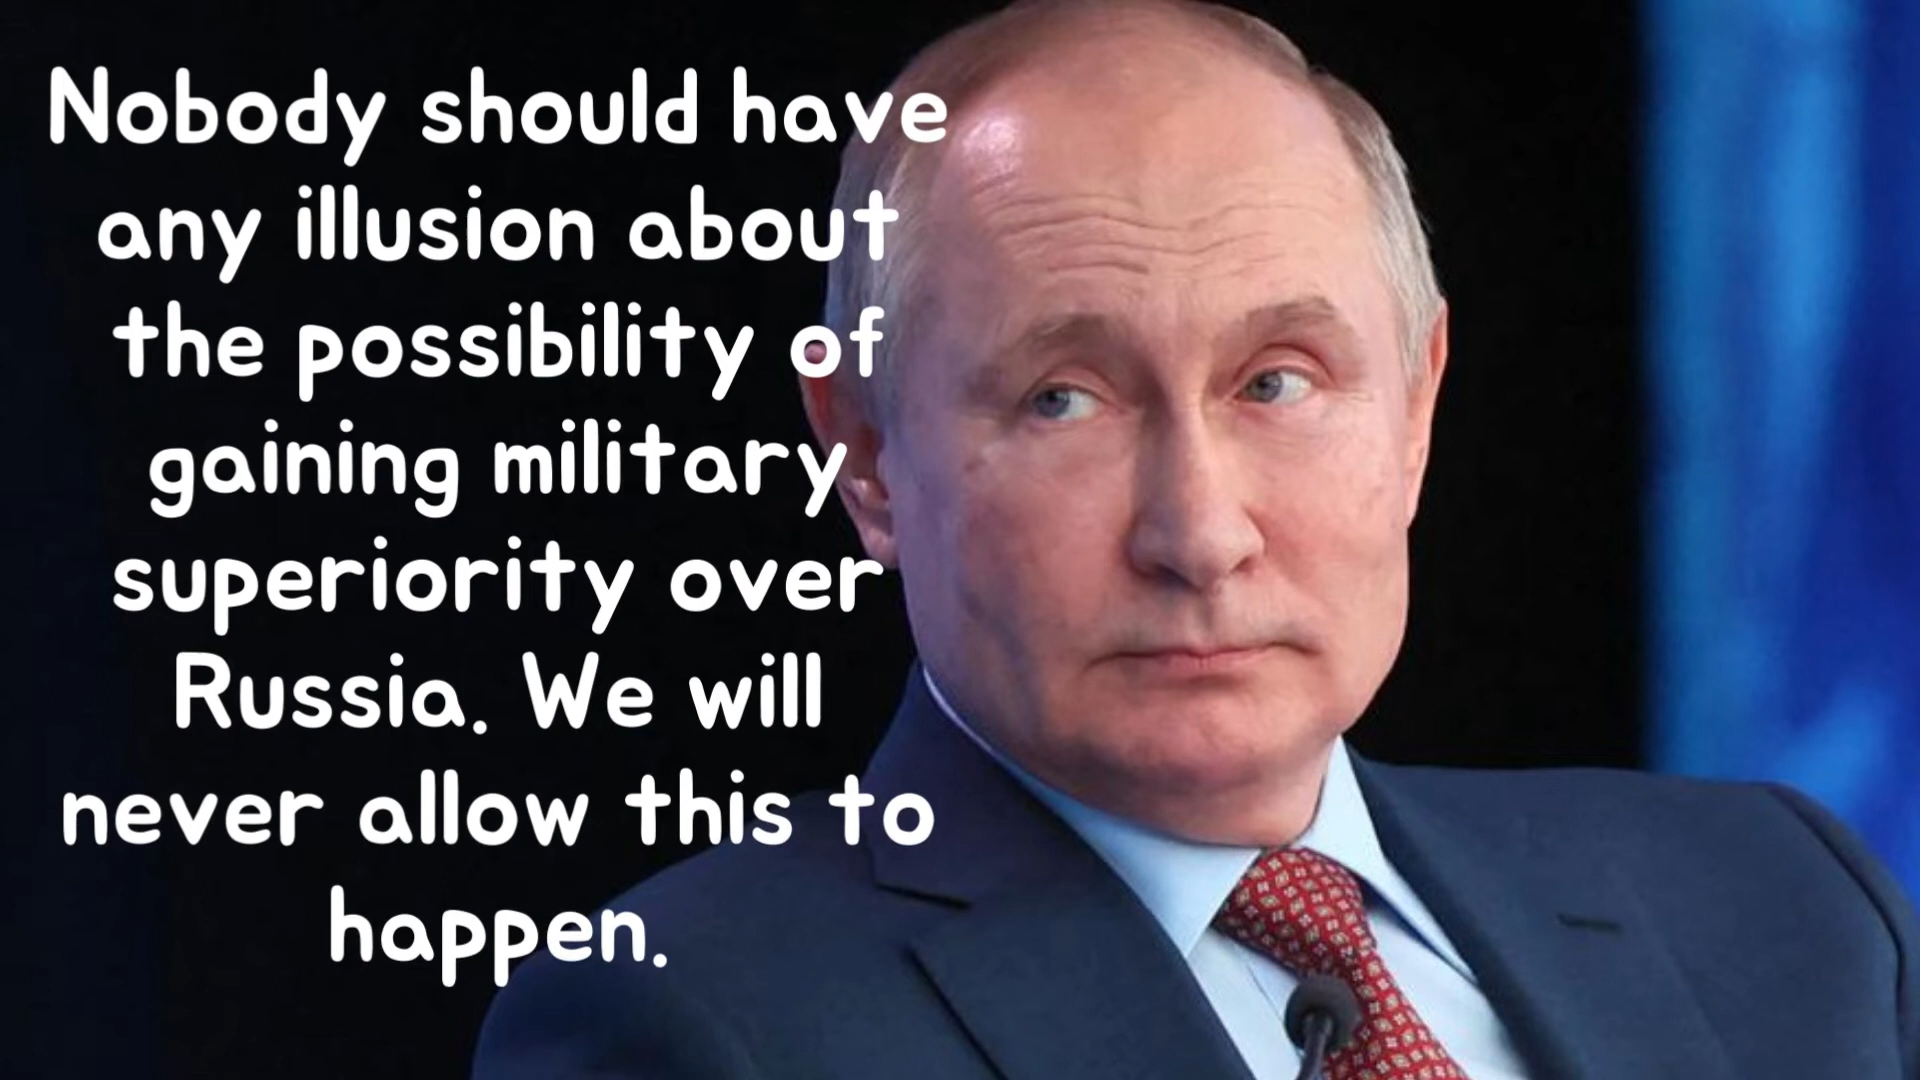 Nobody should have
any illusion about
the possibility of
gaining military
superiority over
Russia. We will
never allow this to
happen.